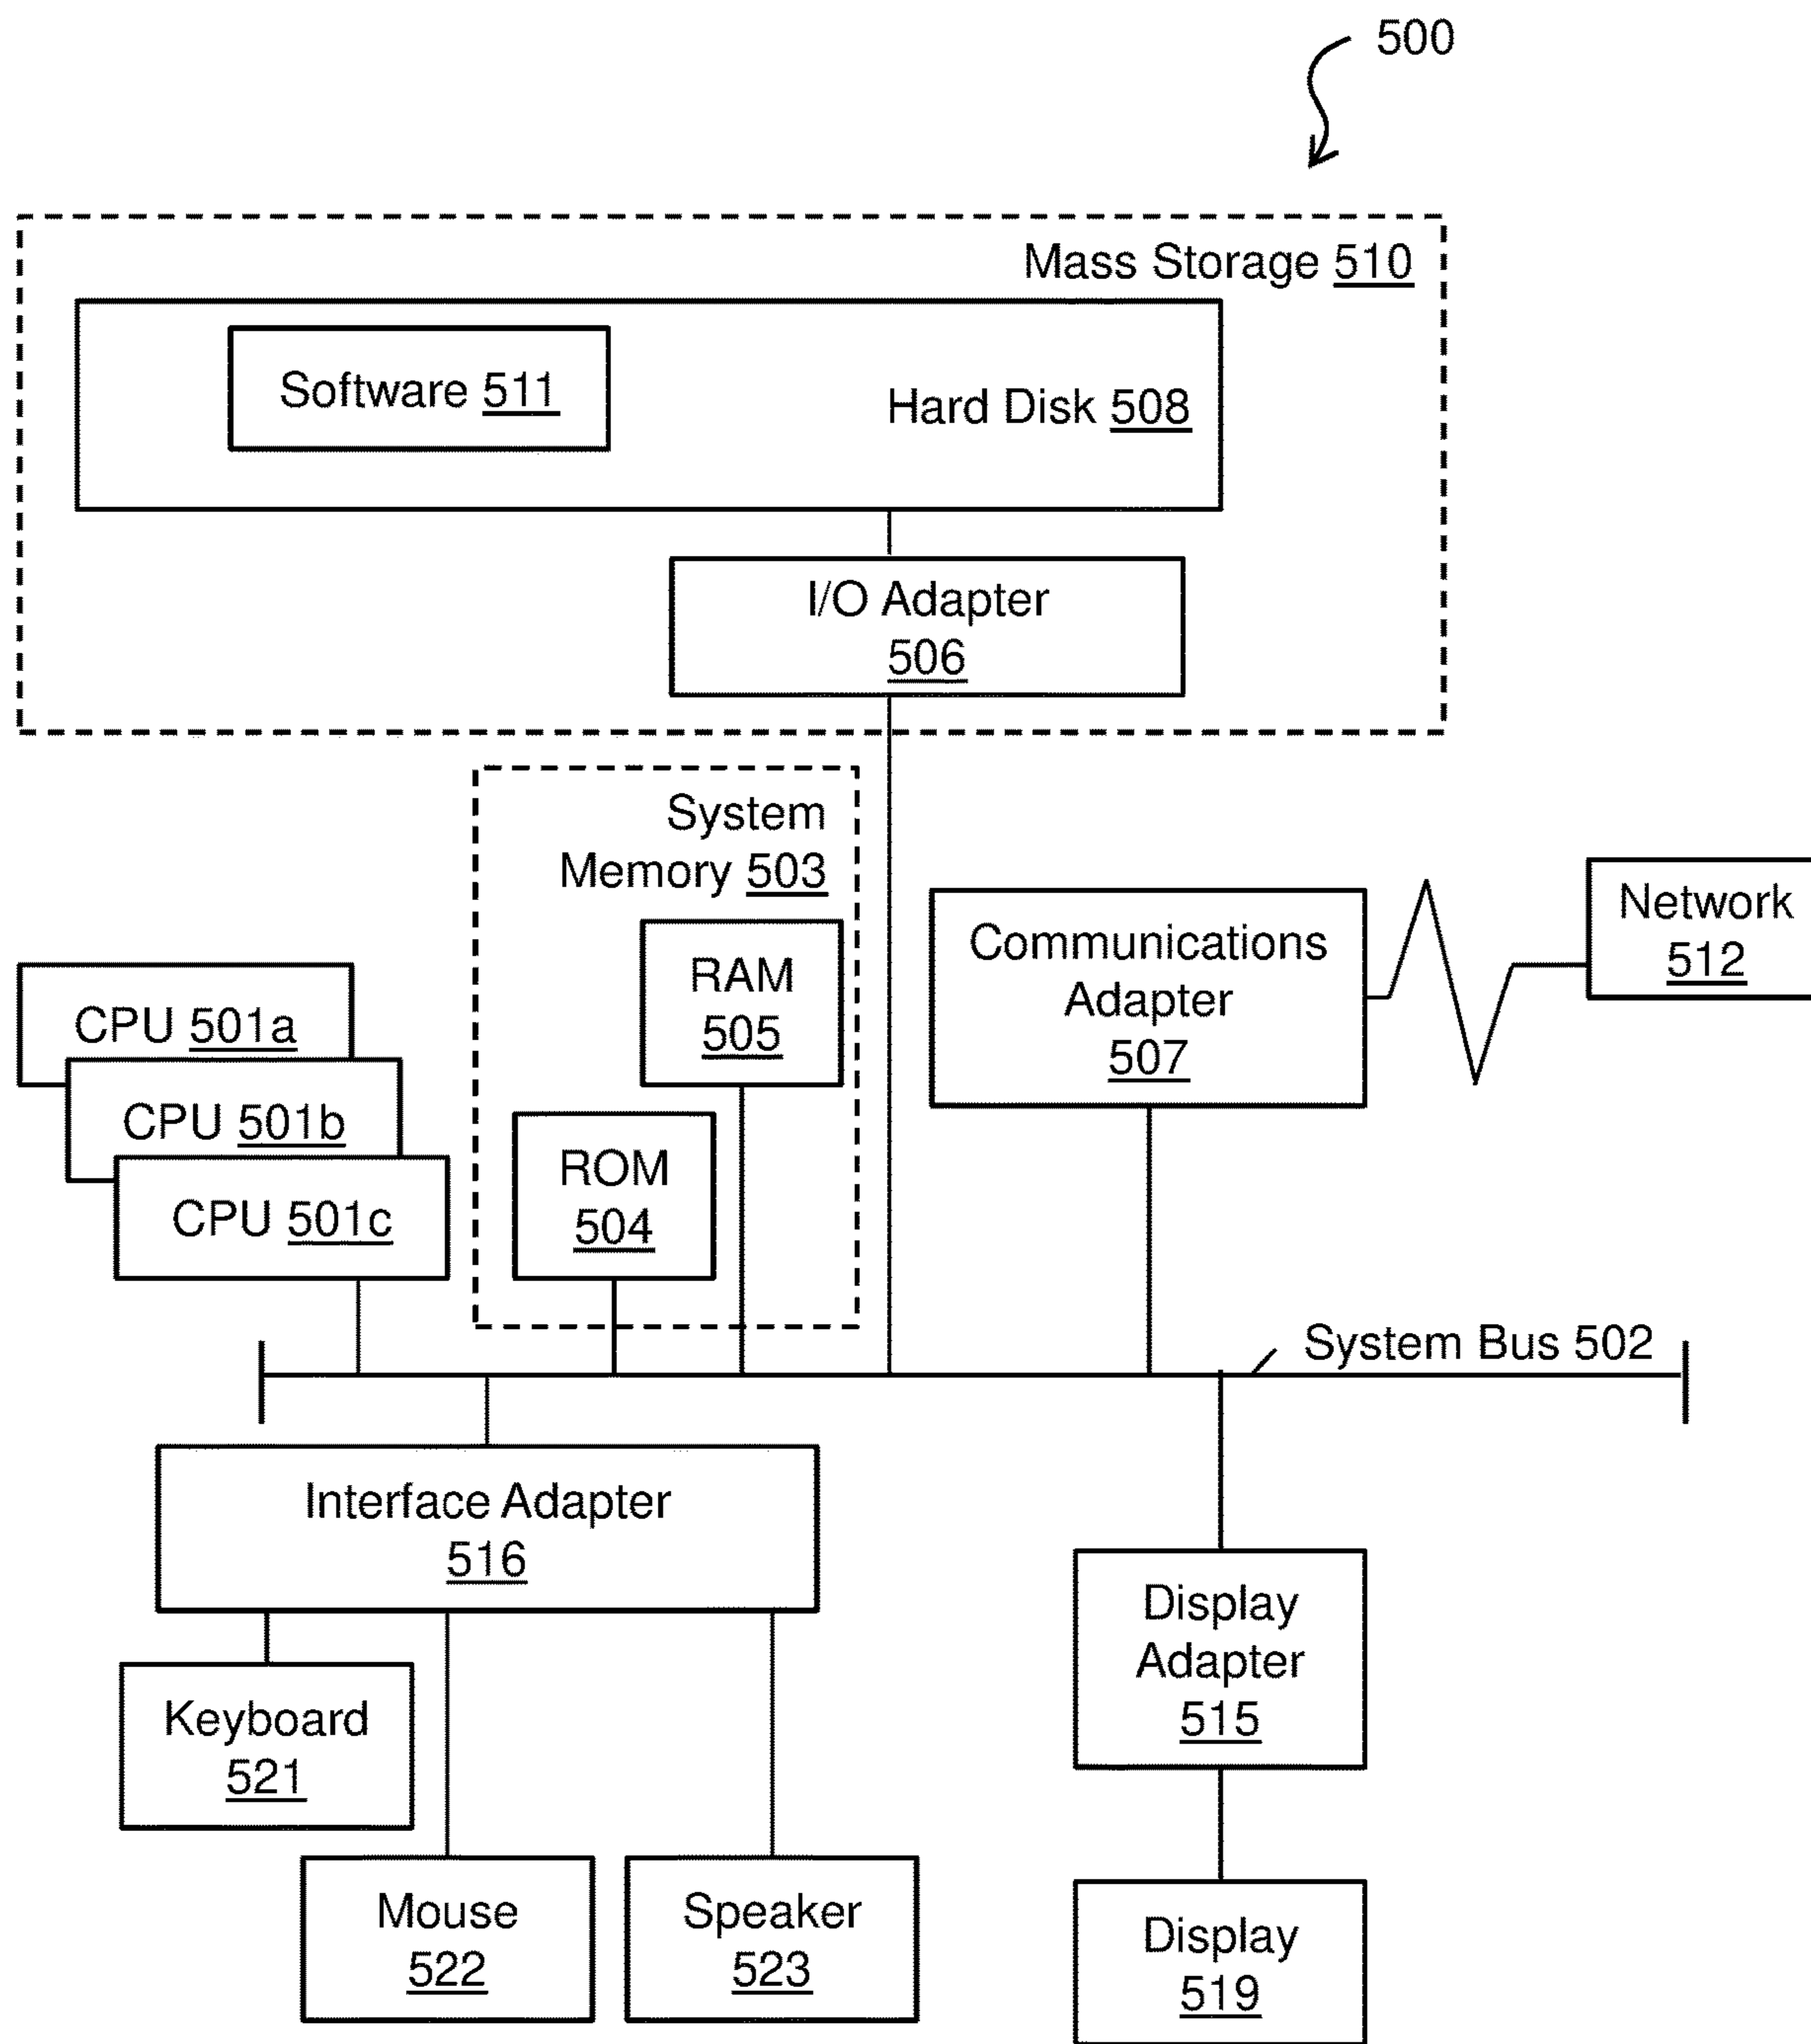 500
Mass Storage 510
Software 511
Hard Disk 508
I/O Adapter
506
System
Memory 503
RAM
505
ROM
504
CPU 501a
CPU 501b
CPU 501c
Communications
Adapter
507
Network
512
System Bus 502
Interface Adapter
516
Keyboard
521
Mouse
522
Speaker
523
Display
Adapter
515
Display
519